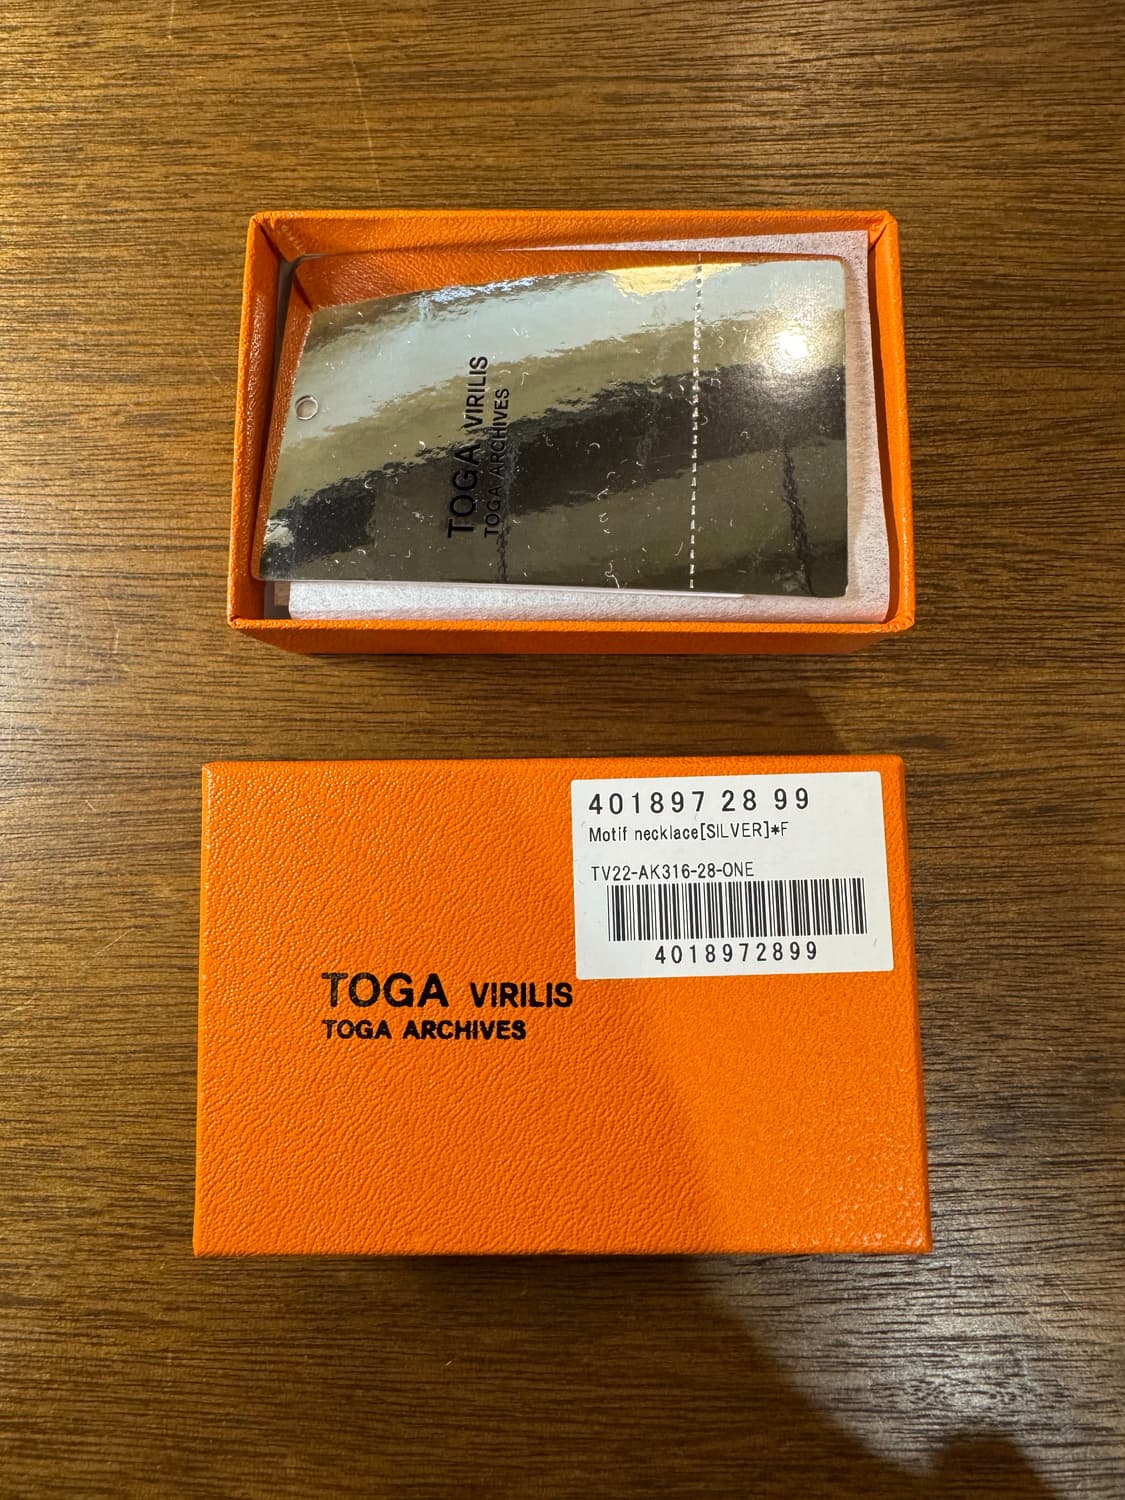 TOGA VIRILIS
TOGA ARCHIVES
401897 28 99
Motif necklace[SILVER]*F
TV22-AK316-28-ONE
4018972899
TOGA VIRILIS
TOGA ARCHIVES